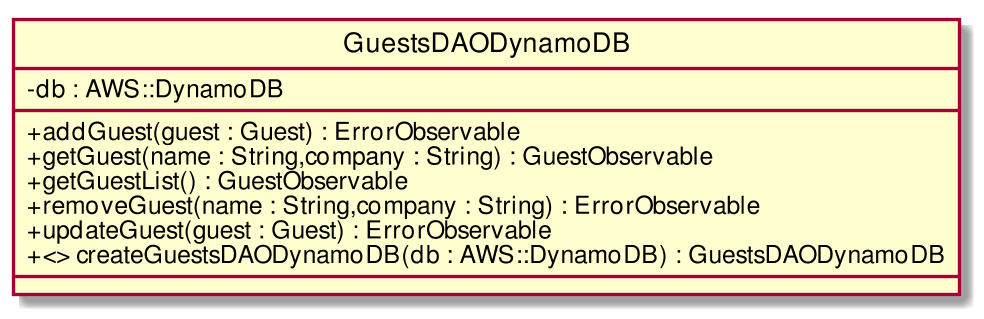 GuestsDAODynamoDB
-db : AWS::DynamoDB
+addGuest(guest : Guest) : ErrorObservable
+getGuest(name : String,company : String) : GuestObservable
+getGuestList() : GuestObservable
+removeGuest(name : String,company : String) : ErrorObservable
+updateGuest(guest : Guest) : ErrorObservable
+<> createGuestsDAODynamoDB(db : AWS::DynamoDB) : GuestsDAODynamoDB